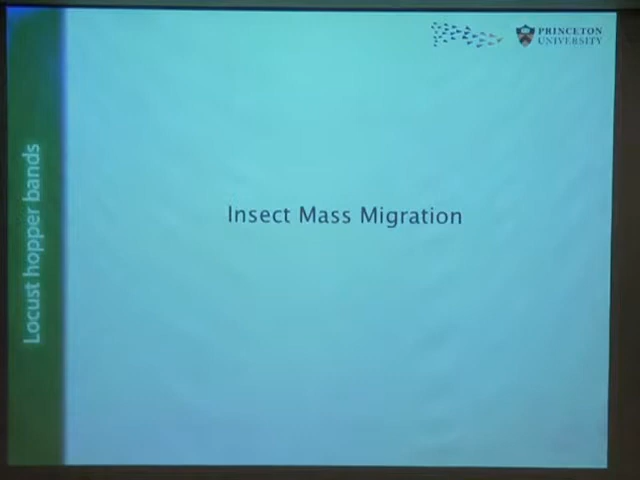 PRINCETON
UNIVERSITY
Locust hopper bands
Insect Mass Migration